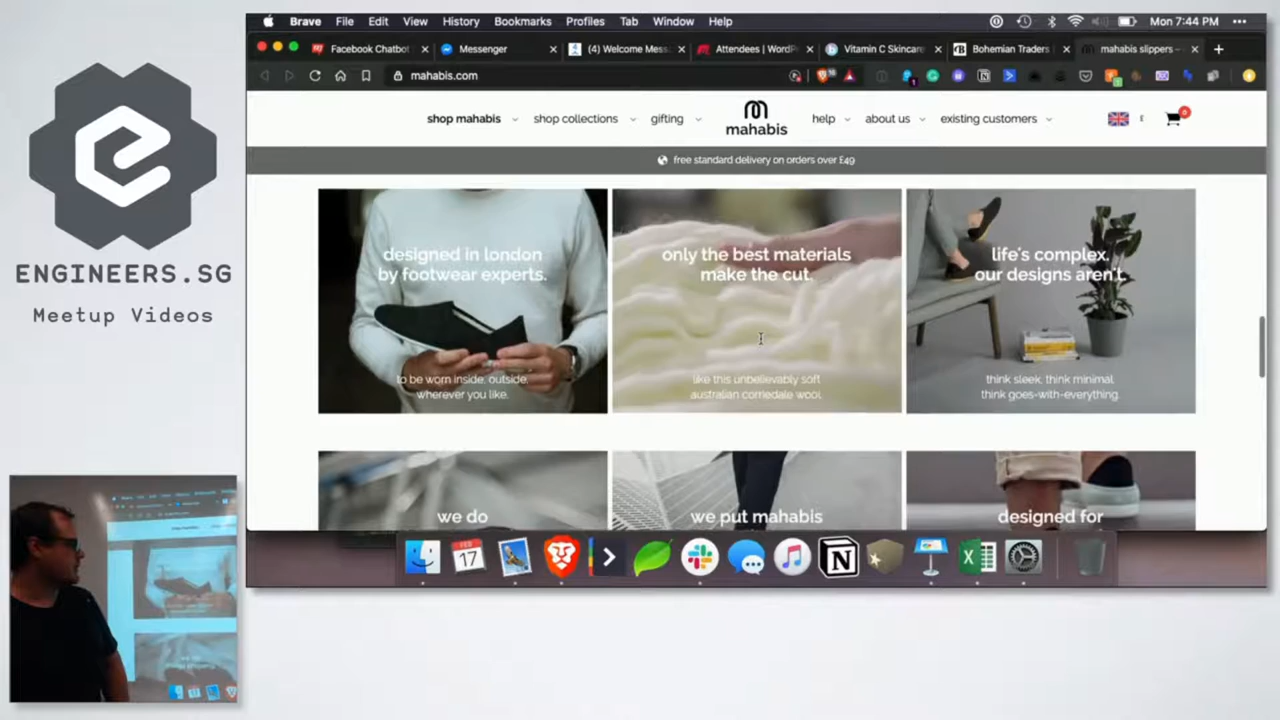 Brave File Edit View History Bookmarks Profiles Tab Window Help Mon 7:44 PM
Facebook Chatbot Messenger (4) Welcome Mess Attendees | WordP Vitamin C Skincare Bohemian Traders mahabis slippers –
mahabis.com
shop mahabis shop collections gifting mahabis help about us existing customers £ 0
free standard delivery on orders over £49
designed in london
by footwear experts.
to be worn inside, outside,
wherever you like.
only the best materials
make the cut.
like this unbelievably soft
australian corriedale wool.
life's complex.
our designs aren't.
think sleek, think minimal
think goes-with-everything.
we do
we put mahabis
designed for
FEB
17
ENGINEERS.SG
Meetup Videos